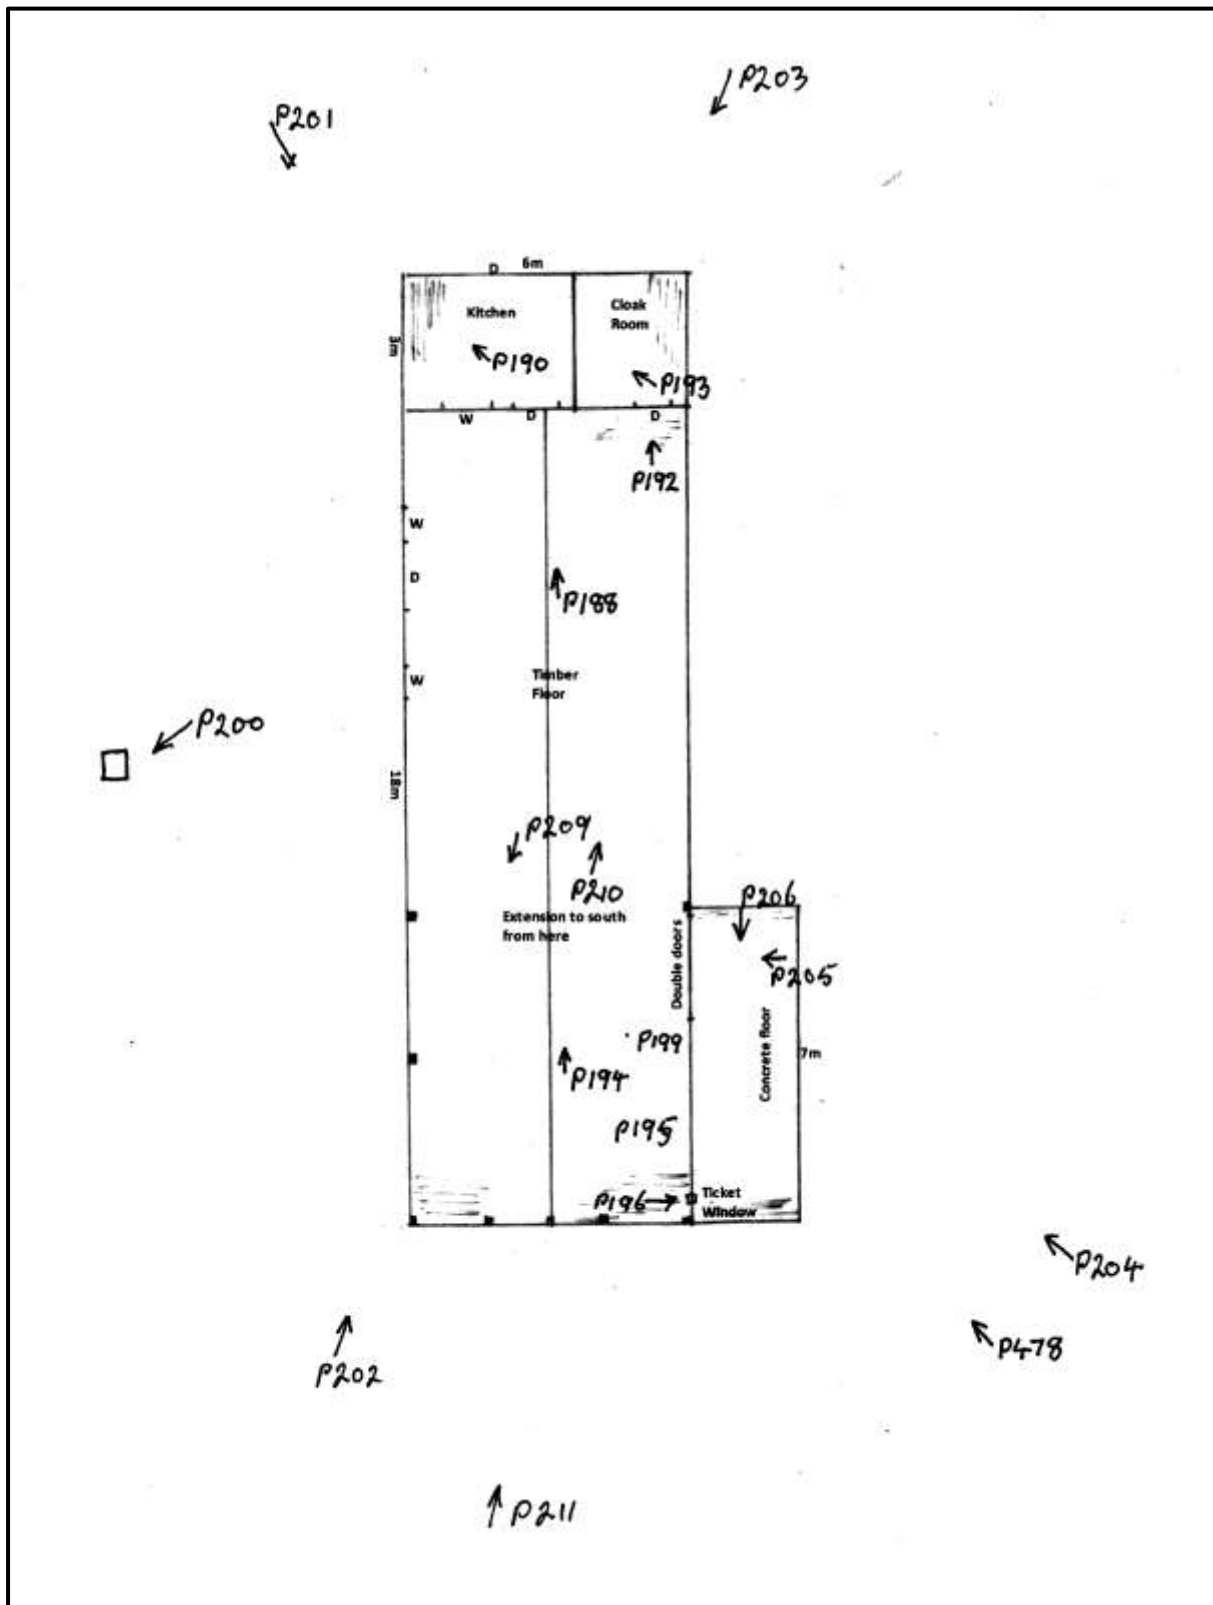 P203
P201
D
6m
Kitchen
Cloak
Room
3m
P190
P193
W
D
D
P192
W
D
P188
Timber
Floor
W
P200
18m
P209
P210
P206
Extension to south
from here
Double doors
P205
Concrete floor
P199
7m
P194
P195
P196
Ticket
Window
P204
P478
P202
P211